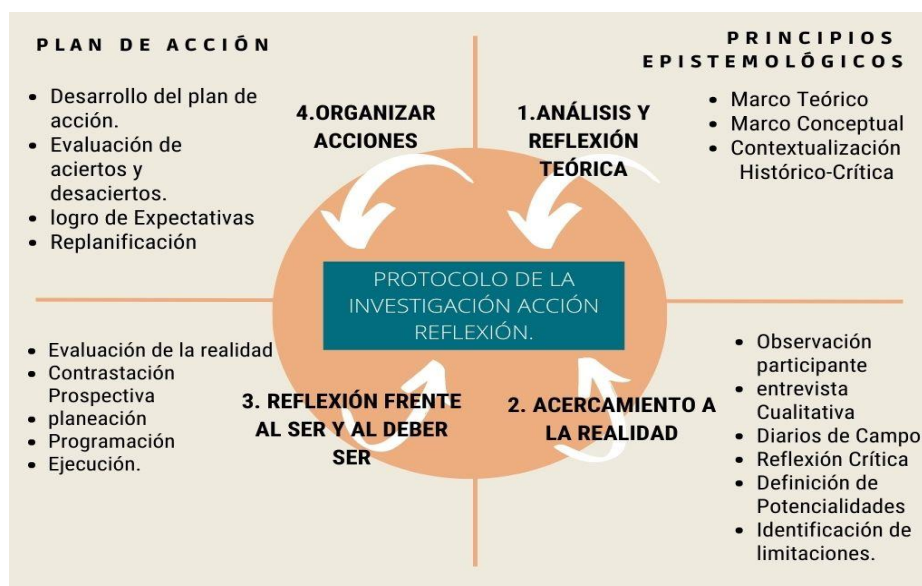 PLAN DE ACCIÓN
• Desarrollo del plan de
acción.
• Evaluación de
aciertos y
desaciertos.
• logro de Expectativas
• Replanificación
4.ORGANIZAR
ACCIONES
1.ANÁLISIS Y
REFLEXIÓN
TEÓRICA
PRINCIPIOS
EPISTEMOLÓGICOS
• Marco Teórico
• Marco Conceptual
• Contextualización
Histórico-Crítica
PROTOCOLO DE LA
INVESTIGACIÓN ACCIÓN
REFLEXIÓN.
• Evaluación de la realidad
• Contrastación
Prospectiva
• planeación
• Programación
• Ejecución.
3. REFLEXIÓN FRENTE
AL SER Y AL DEBER
SER
2. ACERCAMIENTO A
LA REALIDAD
• Observación
participante
• entrevista
Cualitativa
• Diarios de Campo
• Reflexión Crítica
• Definición de
Potencialidades
• Identificación de
limitaciones.